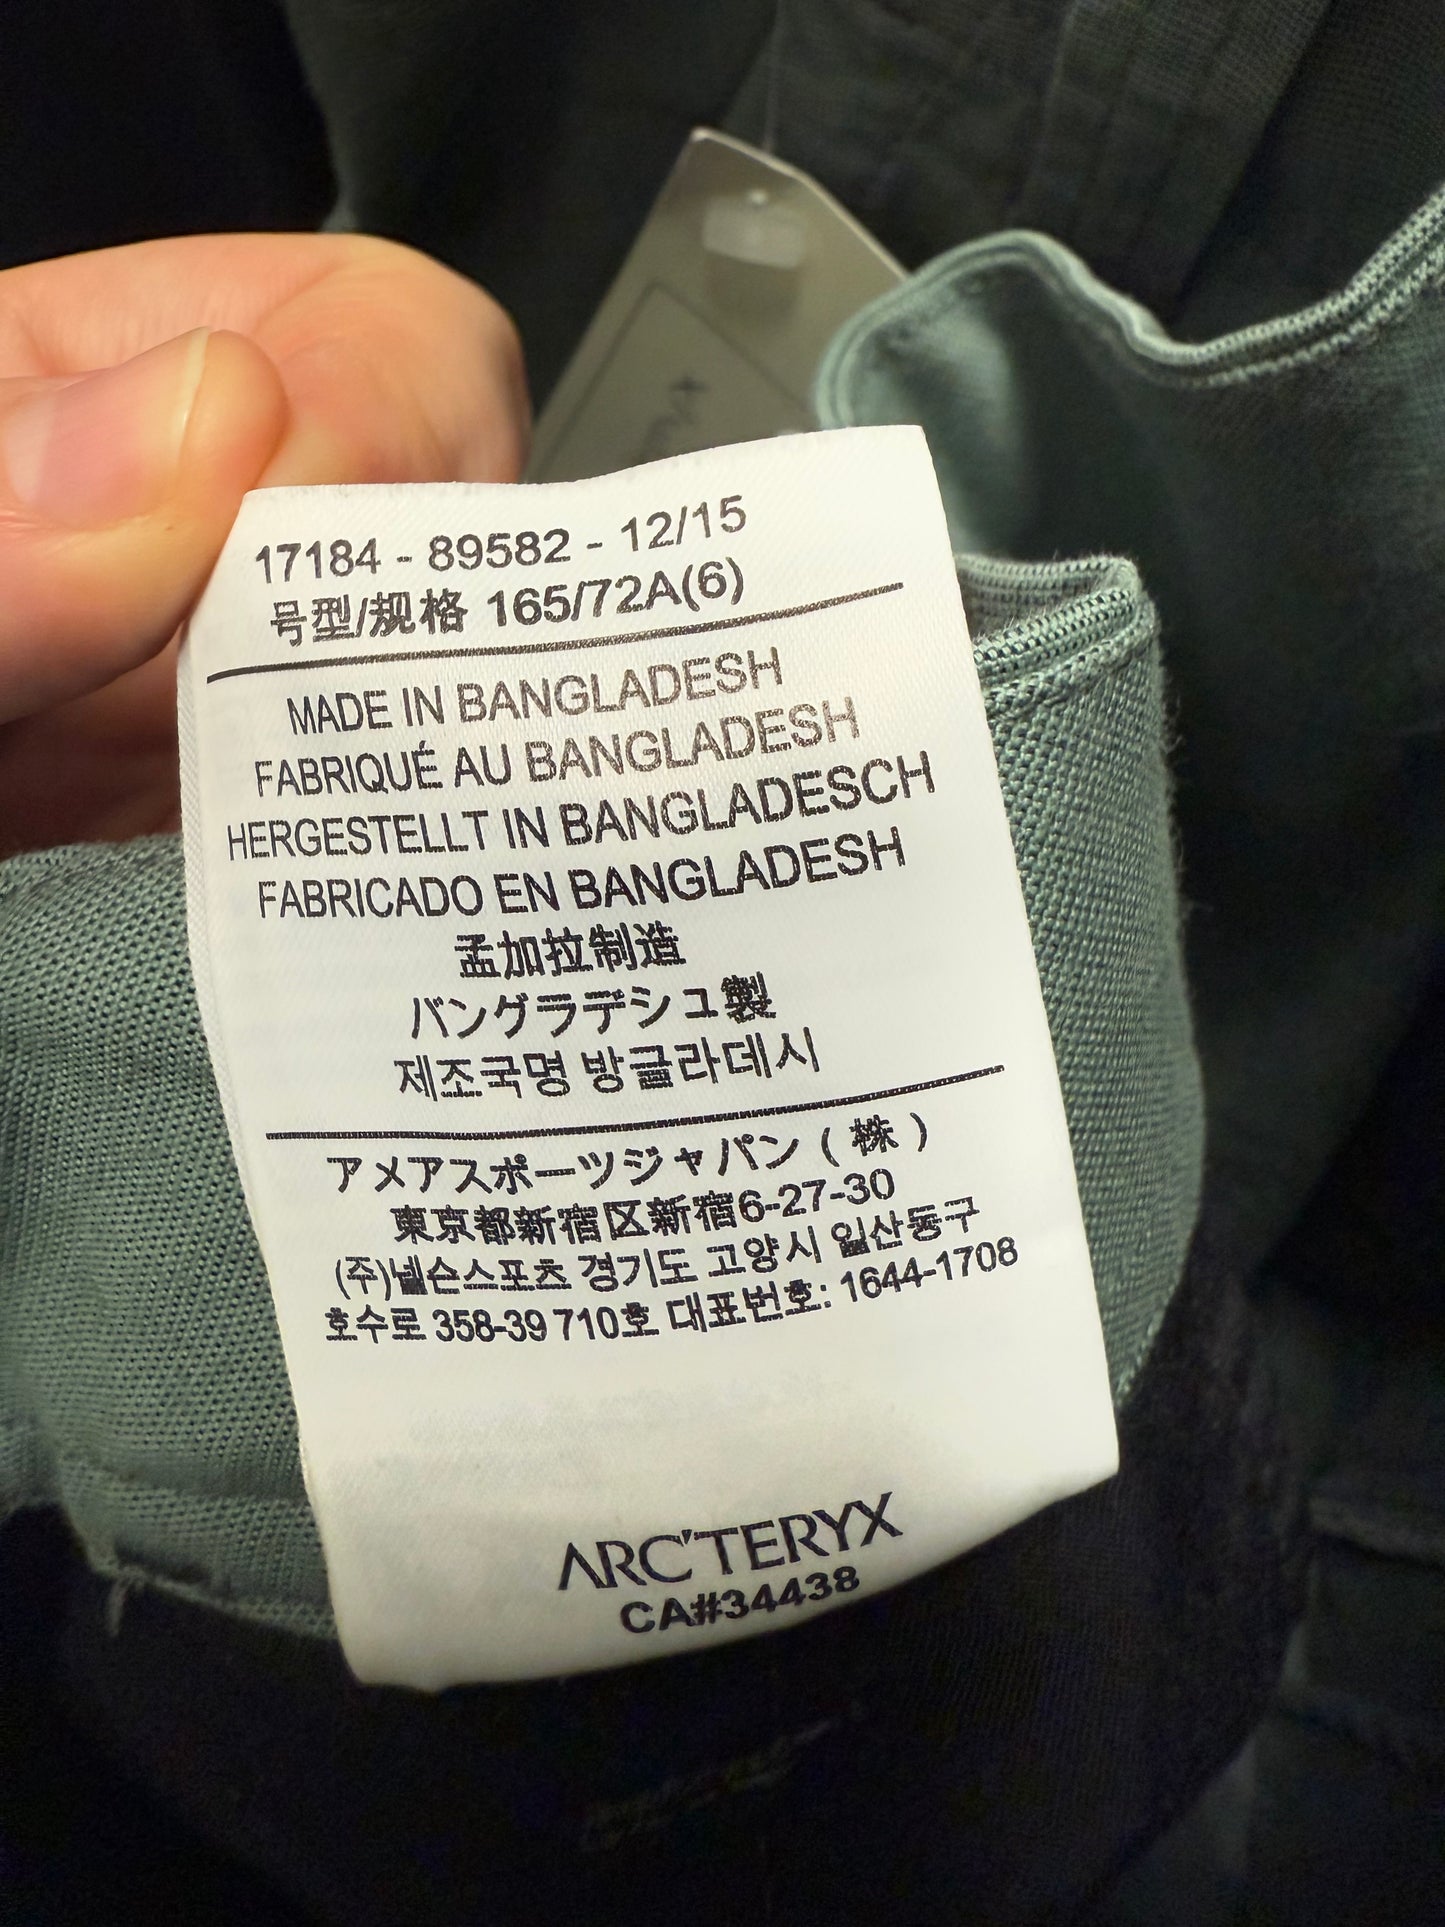 17184 - 89582 - 12/15
号型/规格 165/72A(6)
MADE IN BANGLADESH
FABRIQUÉ AU BANGLADESH
HERGESTELLT IN BANGLADESCH
FABRICADO EN BANGLADESH
孟加拉制造
バングラデシュ製
제조국명 방글라데시
アメアスポーツジャパン ( 株 )
東京都新宿区新宿6-27-30
(주)넬슨스포츠 경기도 고양시 일산동구
호수로 358-39 710호 대표번호: 1644-1708
ARC'TERYX
CA#34438